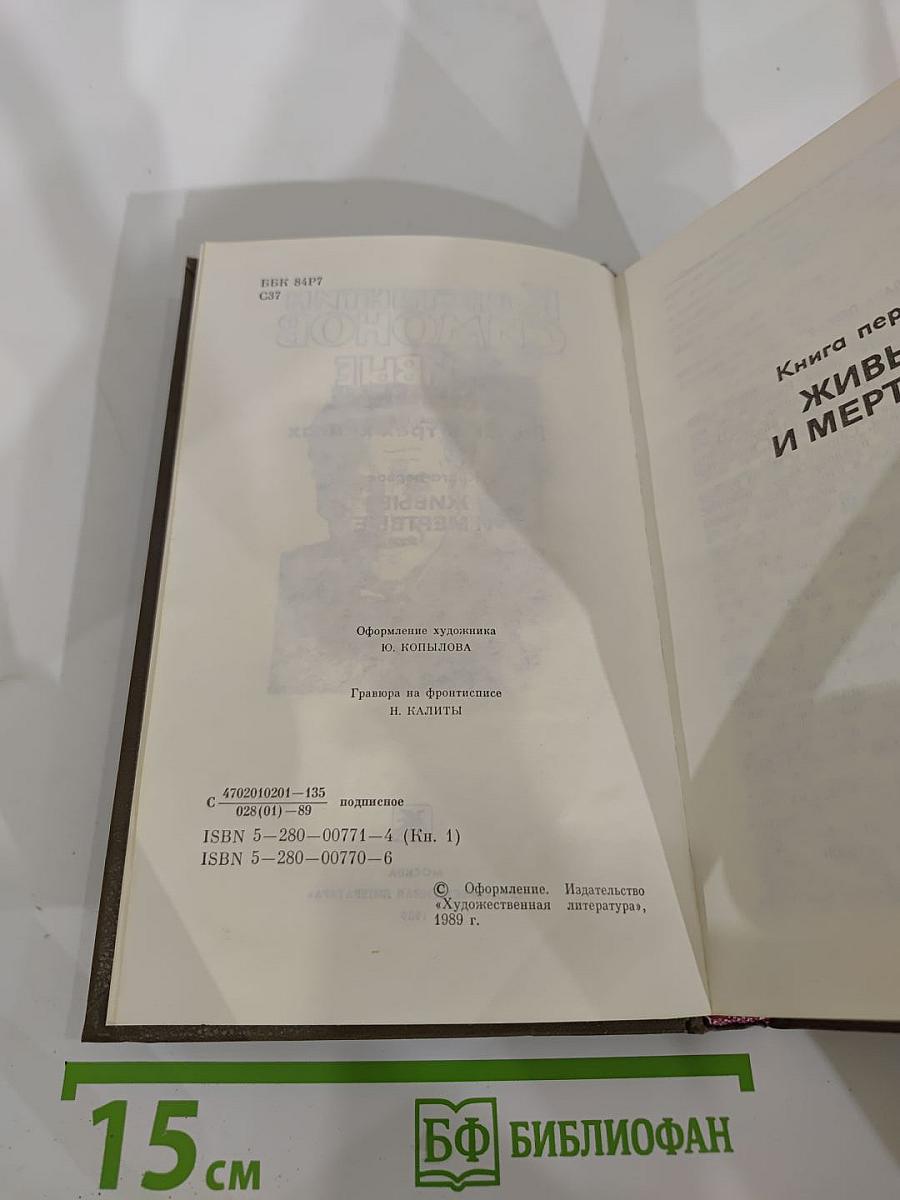 ББК 84Р7
С37
Оформление художника
Ю. КОПЫЛОВА
Гравюра на фронтисписе
Н. КАЛИТЫ
С 4702010201—135 подписное
028(01)—89
ISBN 5—280—00771—4 (Кн. 1)
ISBN 5—280—00770—6
© Оформление. Издательство
«Художественная литература»,
1989 г.
Книга пер
ЖИВЫ
И МЕРТ
15 см
БФ БИБЛИОФАН